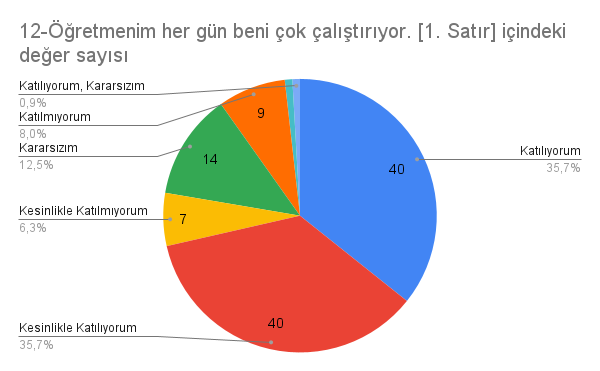 12-Öğretmenim her gün beni çok çalıştırıyor. [1. Satır] içindeki
değer sayısı
Katılıyorum, Kararsızım
0,9%
Katılmıyorum
8,0%
Kararsızım
12,5%
Kesinlikle Katılmıyorum
6,3%
Kesinlikle Katılıyorum
35,7%
Katılıyorum
35,7%
9
14
7
40
40